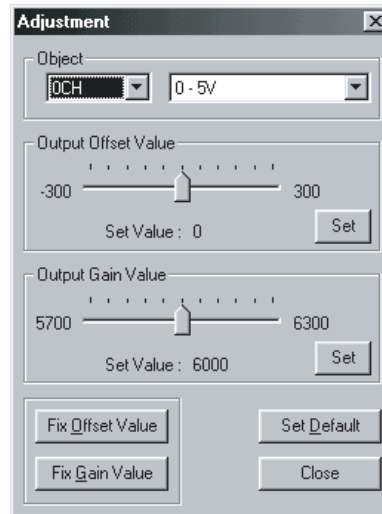 Adjustment
Object
0CH
0 - 5V
Output Offset Value
-300
300
Set Value : 0
Set
Output Gain Value
5700
6300
Set Value : 6000
Set
Fix Offset Value
Set Default
Fix Gain Value
Close